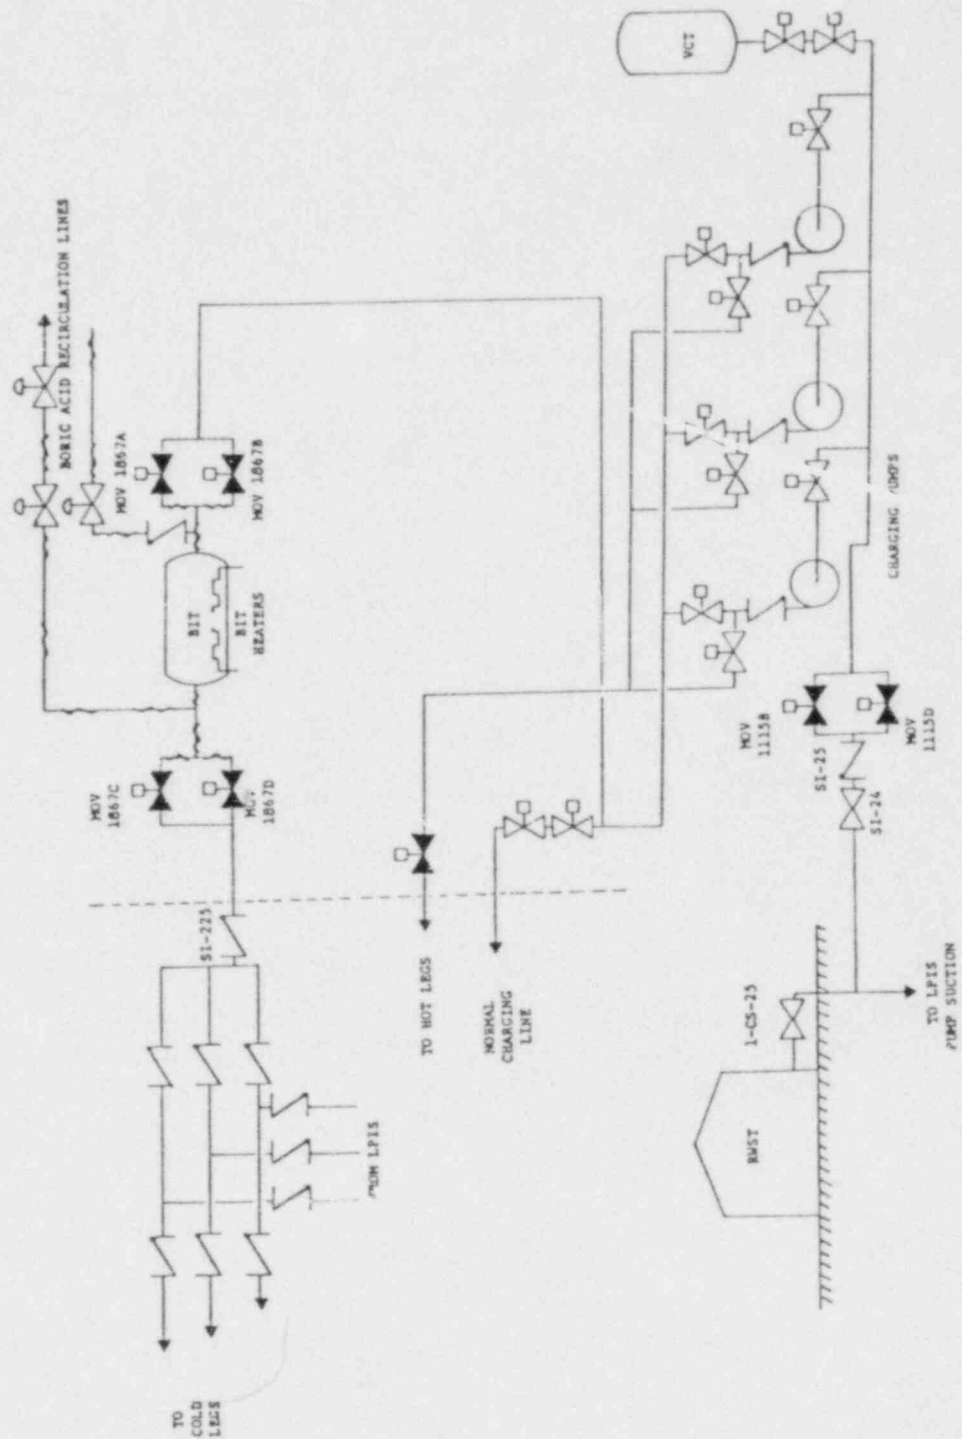 BORIC ACID RECIRCULATION LINES
MOV
1867C
MOV 1867A
TO
COLD
LEGS
SI-225
MOV
1867D
BIT
BIT
HEATERS
MOV 1867B
FROM LPIS
TO HOT LEGS
NORMAL
CHARGING
LINE
VCT
RWST
1-CS-25
MOV
1115B
SI-25
SI-24
MOV
1115D
CHARGING PUMPS
TO LPIS
PUMP SUCTION